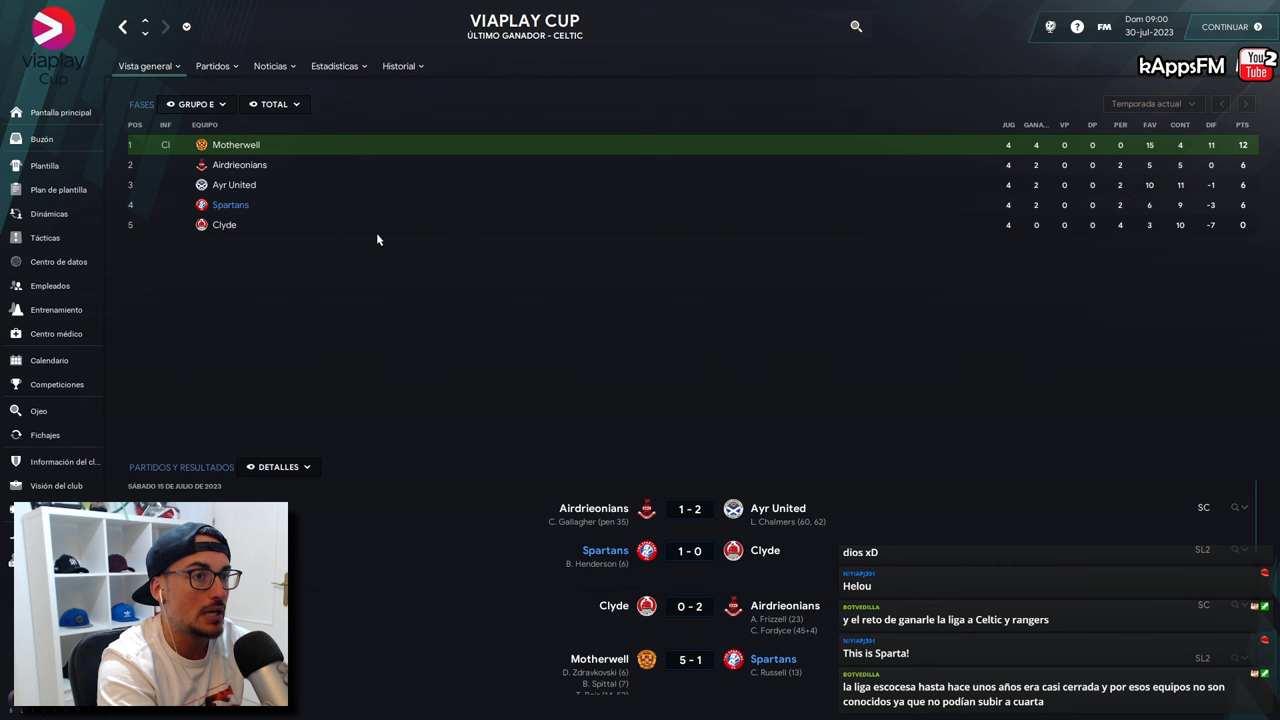 viaplay
Cup
VIAPLAY CUP
ÚLTIMO GANADOR - CELTIC
FM
Dom 09:00
30-jul-2023
CONTINUAR
kAppsFM
You2
Tube
Vista general
Partidos
Noticias
Estadísticas
Historial
FASES
GRUPO E
TOTAL
Temporada actual
POS INF EQUIPO JUG GANA... VP DP PER FAV CONT DIF PTS
1 CI Motherwell 4 4 0 0 0 15 4 11 12
2 Airdrieonians 4 2 0 0 2 5 5 0 6
3 Ayr United 4 2 0 0 2 10 11 -1 6
4 Spartans 4 2 0 0 2 6 9 -3 6
5 Clyde 4 0 0 0 4 3 10 -7 0
Pantalla principal
Buzón
Plantilla
Plan de plantilla
Dinámicas
Tácticas
Centro de datos
Empleados
Entrenamiento
Centro médico
Calendario
Competiciones
Ojeo
Fichajes
Información del cl...
Visión del club
PARTIDOS Y RESULTADOS
DETALLES
SÁBADO 15 DE JULIO DE 2023
Airdrieonians 1 - 2 Ayr United SC
C. Gallagher (pen 35) L. Chalmers (60, 62)
Spartans 1 - 0 Clyde SL2
B. Henderson (6)
Clyde 0 - 2 Airdrieonians SC
A. Frizzell (23)
C. Fordyce (45+4)
Motherwell 5 - 1 Spartans SL2
D. Zdravkovski (6) C. Russell (13)
B. Spittal (7)
dios xD
NIYIAPJ301
Helou
BOTVEDILLA
y el reto de ganarle la liga a Celtic y rangers
NIYIAPJ301
This is Sparta!
BOTVEDILLA
la liga escocesa hasta hace unos años era casi cerrada y por esos equipos no son
conocidos ya que no podían subir a cuarta